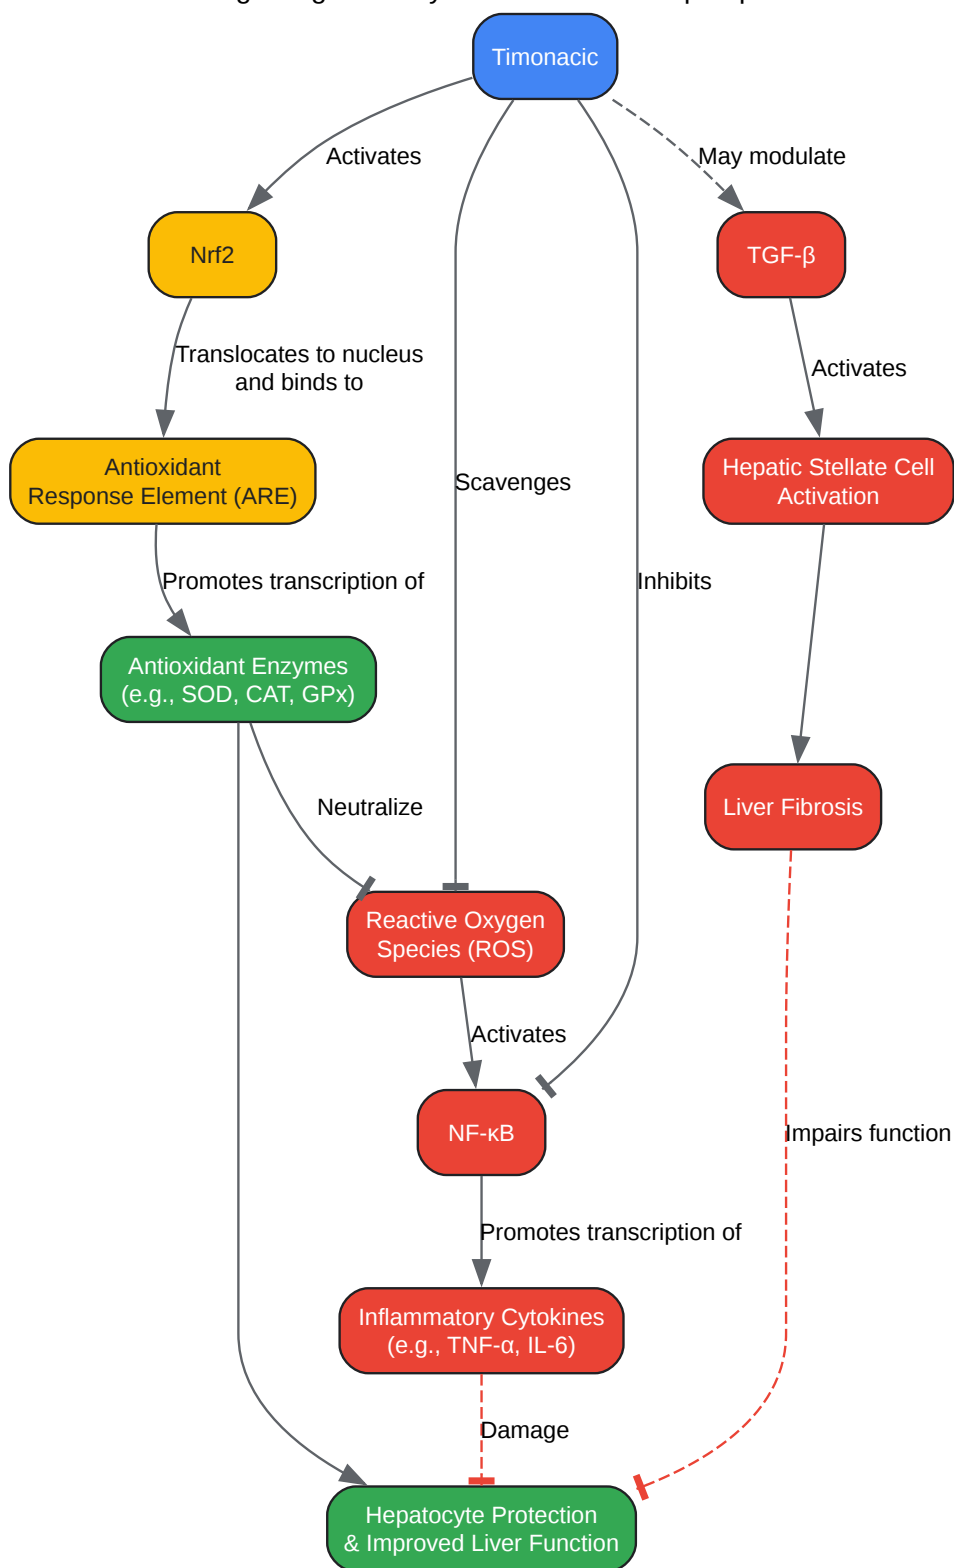 Timonacic
Activates
May modulate
Nrf2
TGF-β
Translocates to nucleus
and binds to
Activates
Antioxidant
Response Element (ARE)
Scavenges
Hepatic Stellate Cell
Activation
Promotes transcription of
Inhibits
Antioxidant Enzymes
(e.g., SOD, CAT, GPx)
Neutralize
Liver Fibrosis
Reactive Oxygen
Species (ROS)
Activates
NF-κB
Impairs function
Promotes transcription of
Inflammatory Cytokines
(e.g., TNF-α, IL-6)
Damage
Hepatocyte Protection
& Improved Liver Function